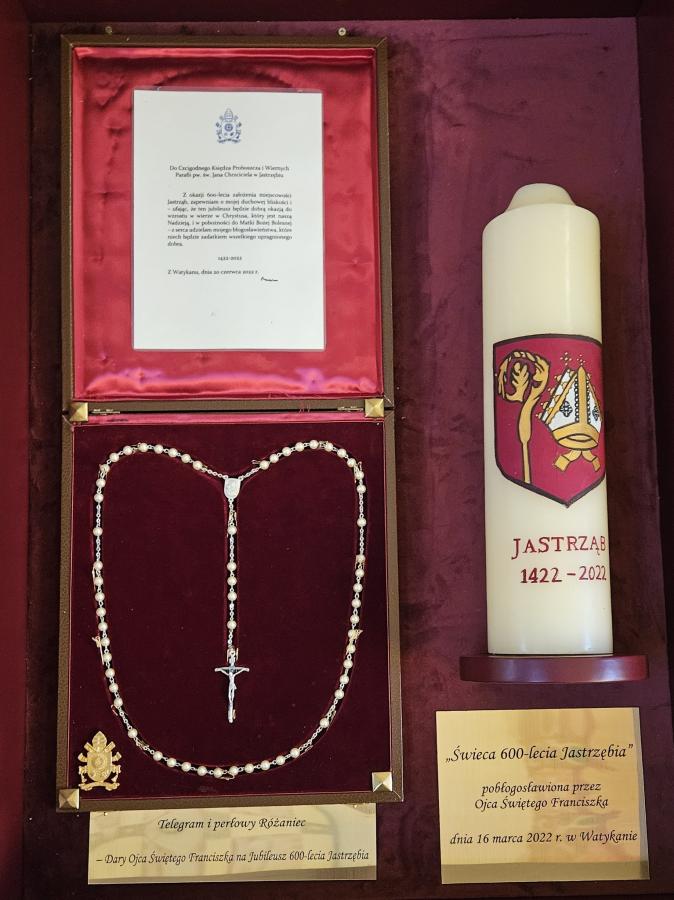 Do Czcigodnego Księdza Proboszcza i Wiernych
Parafii pw. św. Jana Chrzciciela w Jastrzębiu
Z okazji 600-lecia założenia miejscowości
Jastrząb, zapewniam o mojej duchowej bliskości i
– ufając, że ten jubileusz będzie dobrą okazją do
wzrostu w wierze w Chrystusa, który jest naszą
Nadzieją, i w pobożności do Matki Bożej Bolesnej
– z serca udzielam mojego błogosławieństwa, które
niech będzie zadatkiem wszelkiego upragnionego
dobra.
1422-2022
Z Watykanu, dnia 20 czerwca 2022 r.
JASTRZĄB
1422-2022
Telegram i perłowy Różaniec
– Dary Ojca Świętego Franciszka na Jubileusz 600-lecia Jastrzębia
„Świeca 600-lecia Jastrzębia”
pobłogosławiona przez
Ojca Świętego Franciszka
dnia 16 marca 2022 r. w Watykanie